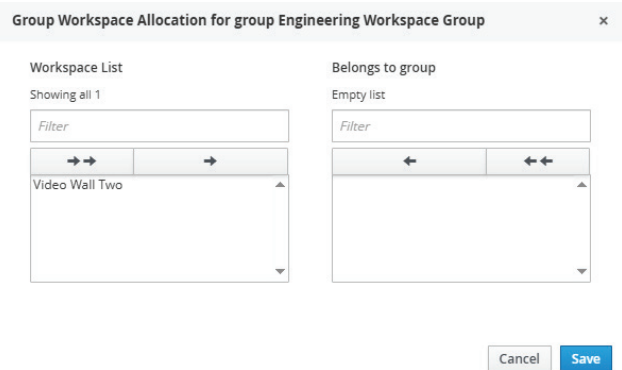 Group Workspace Allocation for group Engineering Workspace Group ×
Workspace List
Showing all 1
Filter
Video Wall Two
Belongs to group
Empty list
Filter
Cancel Save